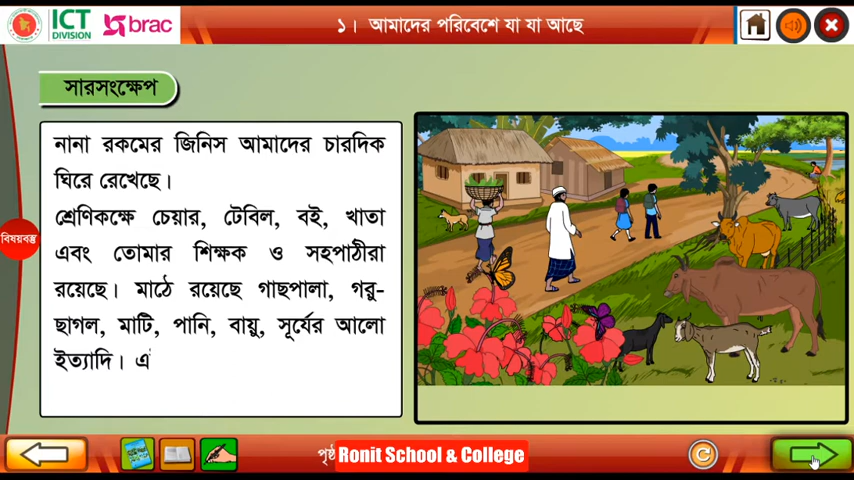 ICT
DIVISION
brac
১। আমাদের পরিবেশে যা যা আছে
সারসংক্ষেপ
নানা রকমের জিনিস আমাদের চারদিক
ঘিরে রেখেছে।
শ্রেণিকক্ষে চেয়ার, টেবিল, বই, খাতা
এবং তোমার শিক্ষক ও সহপাঠীরা
রয়েছে। মাঠে রয়েছে গাছপালা, গরু-
ছাগল, মাটি, পানি, বায়ু, সূর্যের আলো
ইত্যাদি। এ
বিষয়বস্তু
Ronit School & College